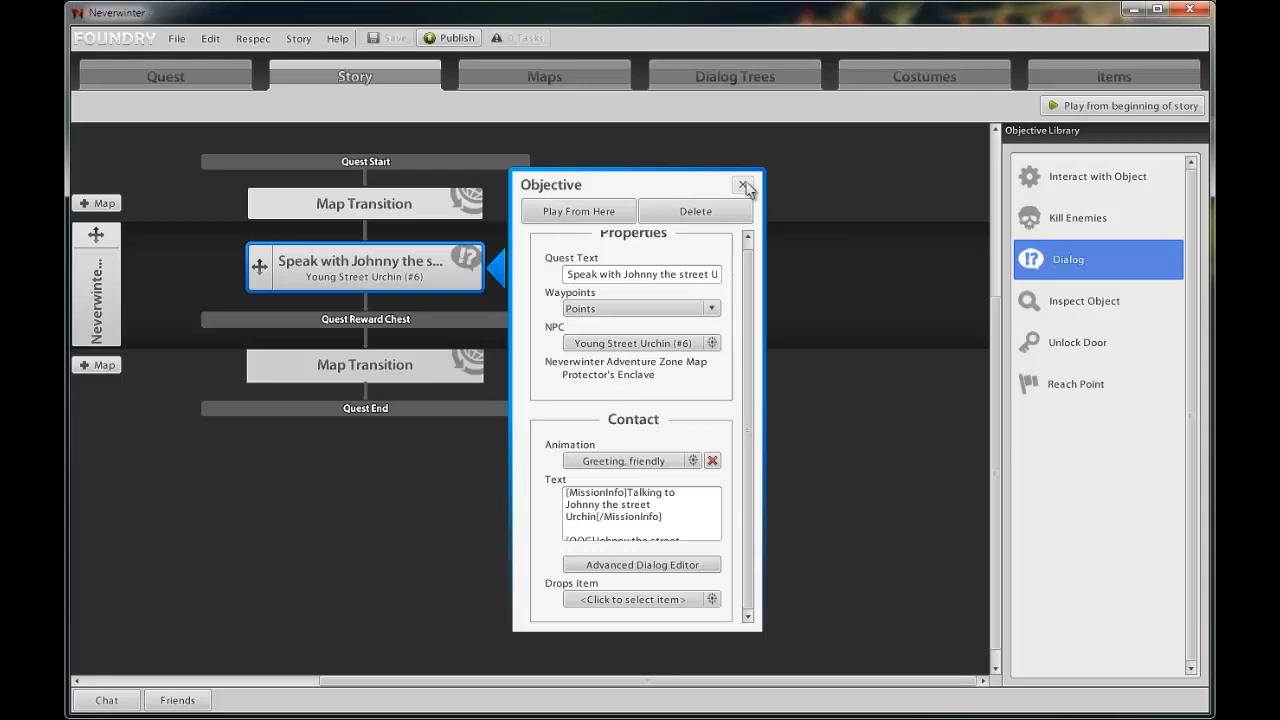 Neverwinter
FOUNDRY File Edit Respec Story Help Save Publish 0 Tasks
Quest Story Maps Dialog Trees Costumes Items
Play from beginning of story
Objective Library
Interact with Object
Kill Enemies
Dialog
Inspect Object
Unlock Door
Reach Point
Quest Start
Map
Map Transition
Neverwinte...
Speak with Johnny the s...
Young Street Urchin (#6)
Quest Reward Chest
Map
Map Transition
Quest End
Objective
Play From Here Delete
Properties
Quest Text
Speak with Johnny the street U
Waypoints
Points
NPC
Young Street Urchin (#6)
Neverwinter Adventure Zone Map
Protector's Enclave
Contact
Animation
Greeting, friendly
Text
[MissionInfo]Talking to
Johnny the street
Urchin[/MissionInfo]
[OOC]Johnny the street
Advanced Dialog Editor
Drops item
<Click to select item>
Chat Friends